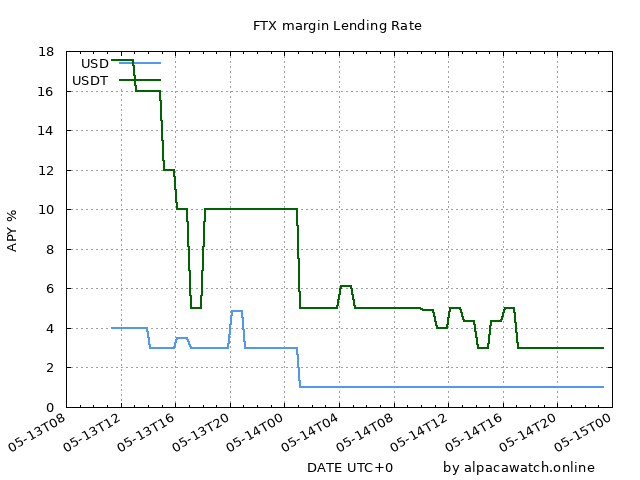 FTX margin Lending Rate
USD
USDT
APY %
18
16
14
12
10
8
6
4
2
0
05-13T08
05-13T12
05-13T16
05-13T20
05-14T00
05-14T04
05-14T08
05-14T12
05-14T16
05-14T20
05-15T00
DATE UTC+0
by alpacawatch.online